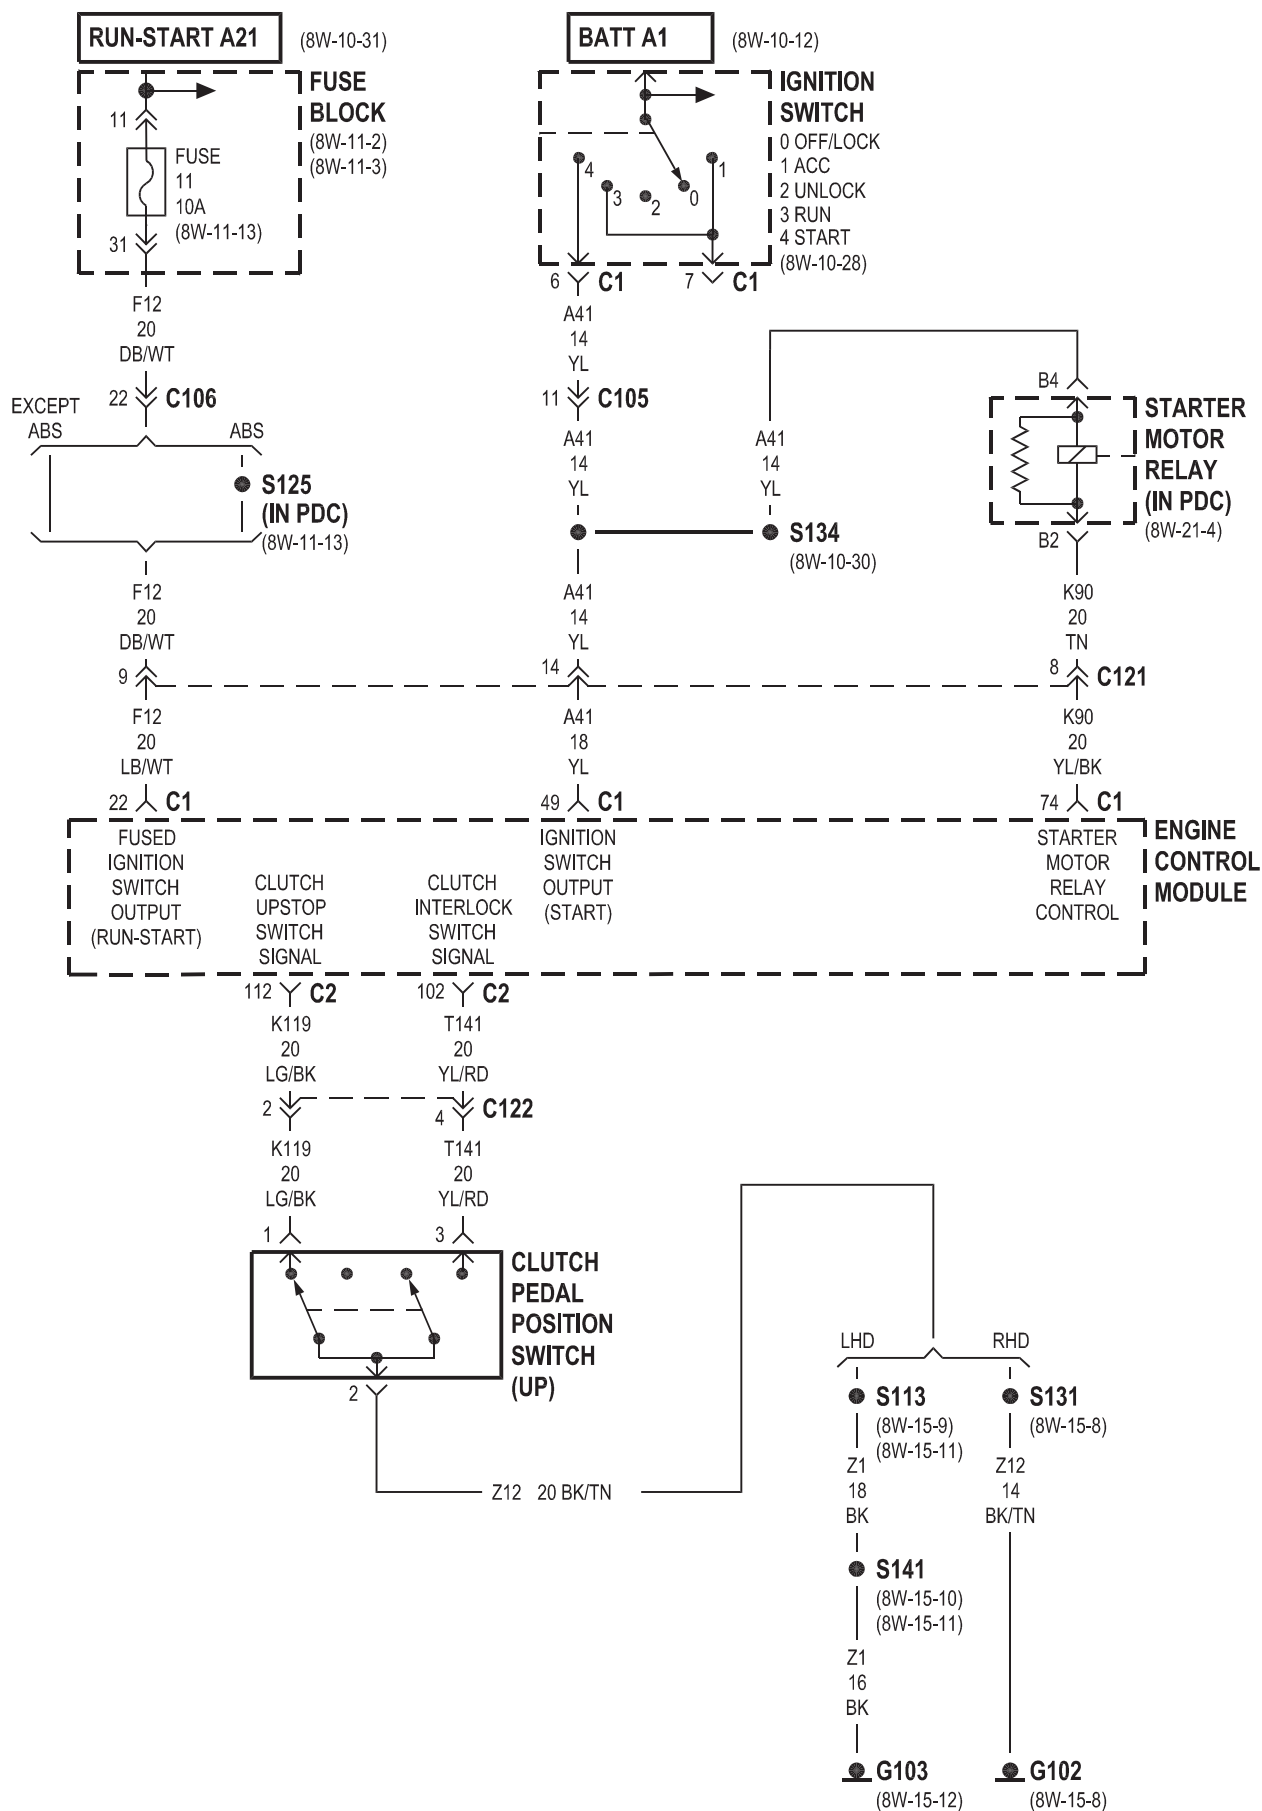 RUN-START A21
(8W-10-31)
BATT A1
(8W-10-12)
FUSE
BLOCK
(8W-11-2)
(8W-11-3)
11
FUSE
11
10A
(8W-11-13)
31
IGNITION
SWITCH
0 OFF/LOCK
1 ACC
2 UNLOCK
3 RUN
4 START
(8W-10-28)
4
3
2
0
1
6
C1
7
C1
F12
20
DB/WT
A41
14
YL
22
C106
11
C105
B4
EXCEPT
ABS
ABS
S125
(IN PDC)
(8W-11-13)
A41
14
YL
A41
14
YL
S134
(8W-10-30)
STARTER
MOTOR
RELAY
(IN PDC)
(8W-21-4)
B2
F12
20
DB/WT
A41
14
YL
K90
20
TN
9
14
8
C121
F12
20
LB/WT
A41
18
YL
K90
20
YL/BK
22
C1
49
C1
74
C1
FUSED
IGNITION
SWITCH
OUTPUT
(RUN-START)
CLUTCH
UPSTOP
SWITCH
SIGNAL
CLUTCH
INTERLOCK
SWITCH
SIGNAL
IGNITION
SWITCH
OUTPUT
(START)
STARTER
MOTOR
RELAY
CONTROL
ENGINE
CONTROL
MODULE
112
C2
102
C2
K119
20
LG/BK
T141
20
YL/RD
2
4
C122
K119
20
LG/BK
T141
20
YL/RD
1
3
CLUTCH
PEDAL
POSITION
SWITCH
(UP)
2
Z12 20 BK/TN
LHD
RHD
S113
(8W-15-9)
(8W-15-11)
S131
(8W-15-8)
Z1
18
BK
Z12
14
BK/TN
S141
(8W-15-10)
(8W-15-11)
Z1
16
BK
G103
(8W-15-12)
G102
(8W-15-8)